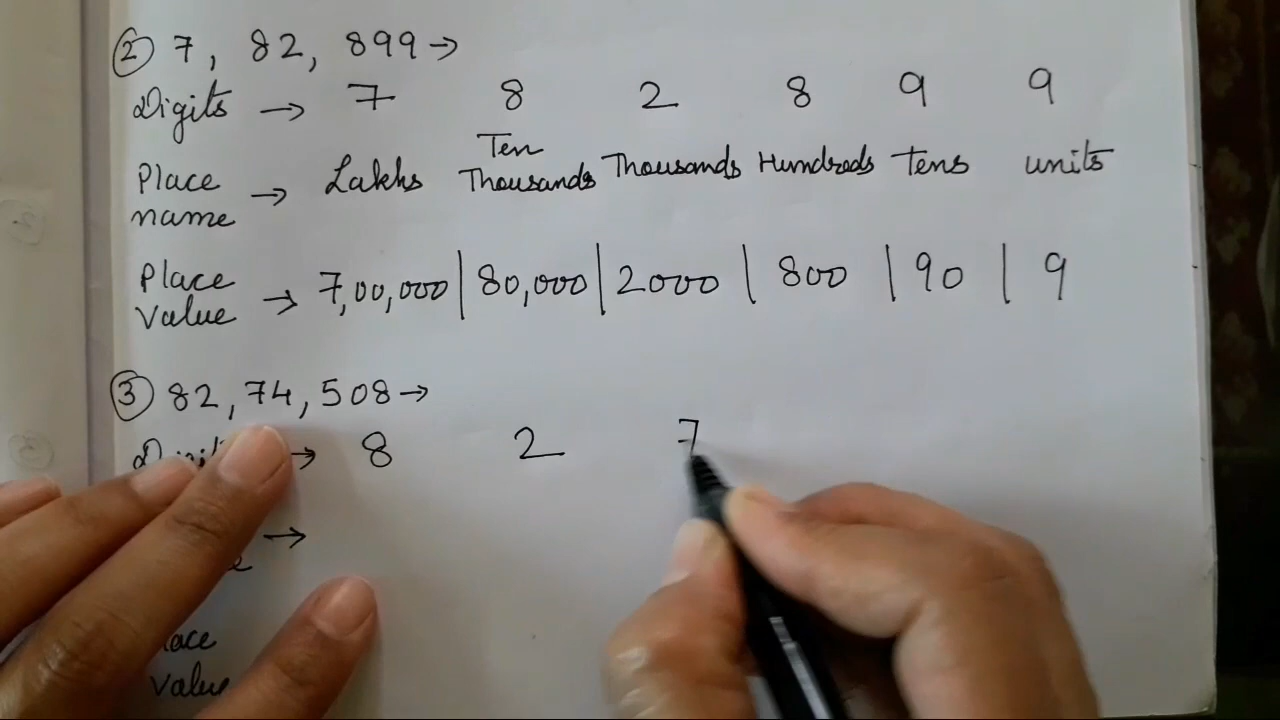 ② 7, 82, 899 →
Digits → 7 8 2 8 9 9
Place name → Lakhs Ten Thousands Thousands Hundreds Tens units
Place Value → 7,00,000 | 80,000 | 2000 | 800 | 90 | 9
③ 82,74,508 →
→ 8 2 7
→
Value